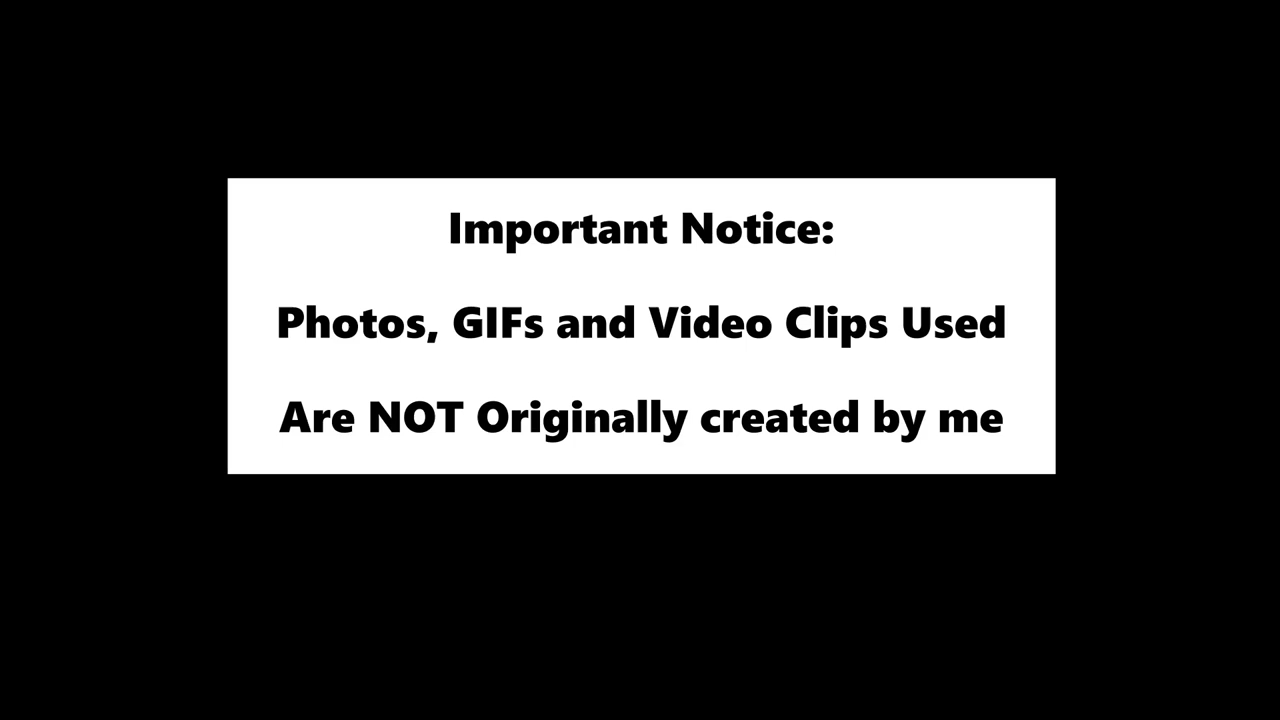 Important Notice:
Photos, GIFs and Video Clips Used
Are NOT Originally created by me